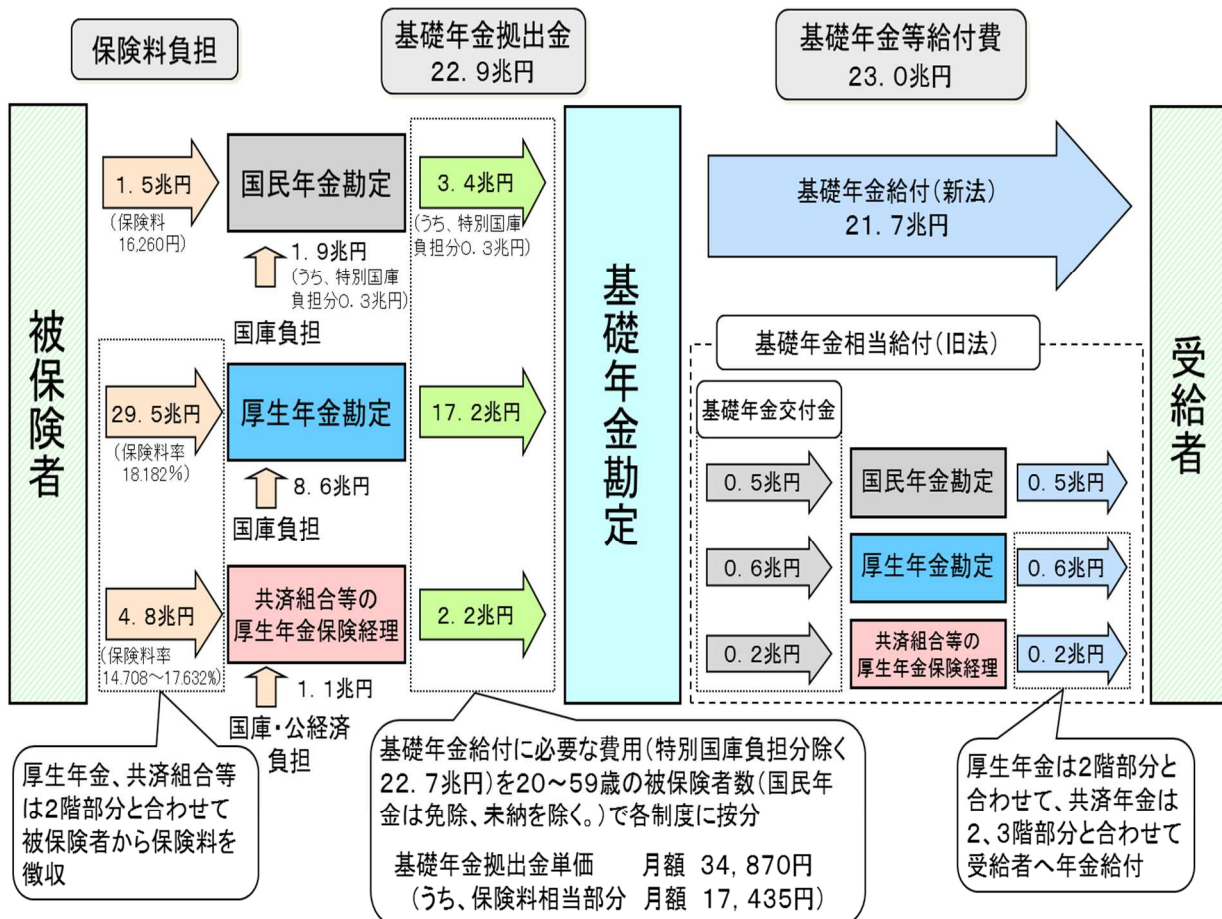 保険料負担
基礎年金拠出金
22．9兆円
基礎年金等給付費
23．0兆円
被保険者
1．5兆円
(保険料
16,260円)
国民年金勘定
1．9兆円
(うち、特別国庫
負担分0．3兆円)
国庫負担
3．4兆円
(うち、特別国庫
負担分0．3兆円)
29．5兆円
(保険料率
18.182％)
厚生年金勘定
8．6兆円
国庫負担
17．2兆円
4．8兆円
(保険料率
14.708～17.632%)
共済組合等の
厚生年金保険経理
1．1兆円
国庫・公経済
負担
2．2兆円
基礎年金勘定
基礎年金給付(新法)
21．7兆円
基礎年金相当給付(旧法)
基礎年金交付金
0．5兆円
国民年金勘定
0．5兆円
0．6兆円
厚生年金勘定
0．6兆円
0．2兆円
共済組合等の
厚生年金保険経理
0．2兆円
受給者
厚生年金、共済組合等
は2階部分と合わせて
被保険者から保険料を
徴収
基礎年金給付に必要な費用(特別国庫負担分除く
22．7兆円)を20～59歳の被保険者数(国民年
金は免除、未納を除く。)で各制度に按分
基礎年金拠出金単価　月額 34，870円
(うち、保険料相当部分　月額 17，435円)
厚生年金は2階部分と
合わせて、共済年金は
2、3階部分と合わせて
受給者へ年金給付